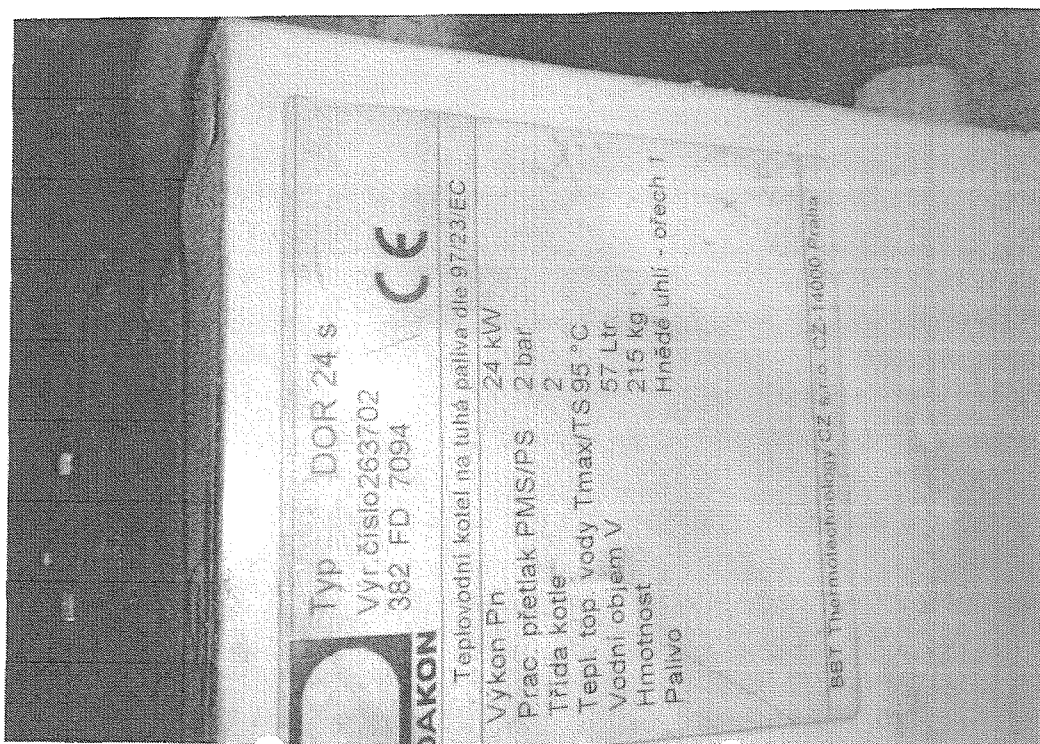 DAKON
Typ DOR 24 s
Výr.číslo263702
382 FD 7094
CE
Teplovodní kotel na tuhá paliva dle 97/23/EC
Výkon Pn 24 kW
Prac. přetlak PMS/PS 2 bar
Třída kotle 2
Tepl. top. vody Tmax/TS 95 °C
Vodní objem V 57 Ltr.
Hmotnost 215 kg
Palivo Hnědé uhlí - ořech 1
BBT Thermotechnology CZ s.r.o. CZ 14000 Praha